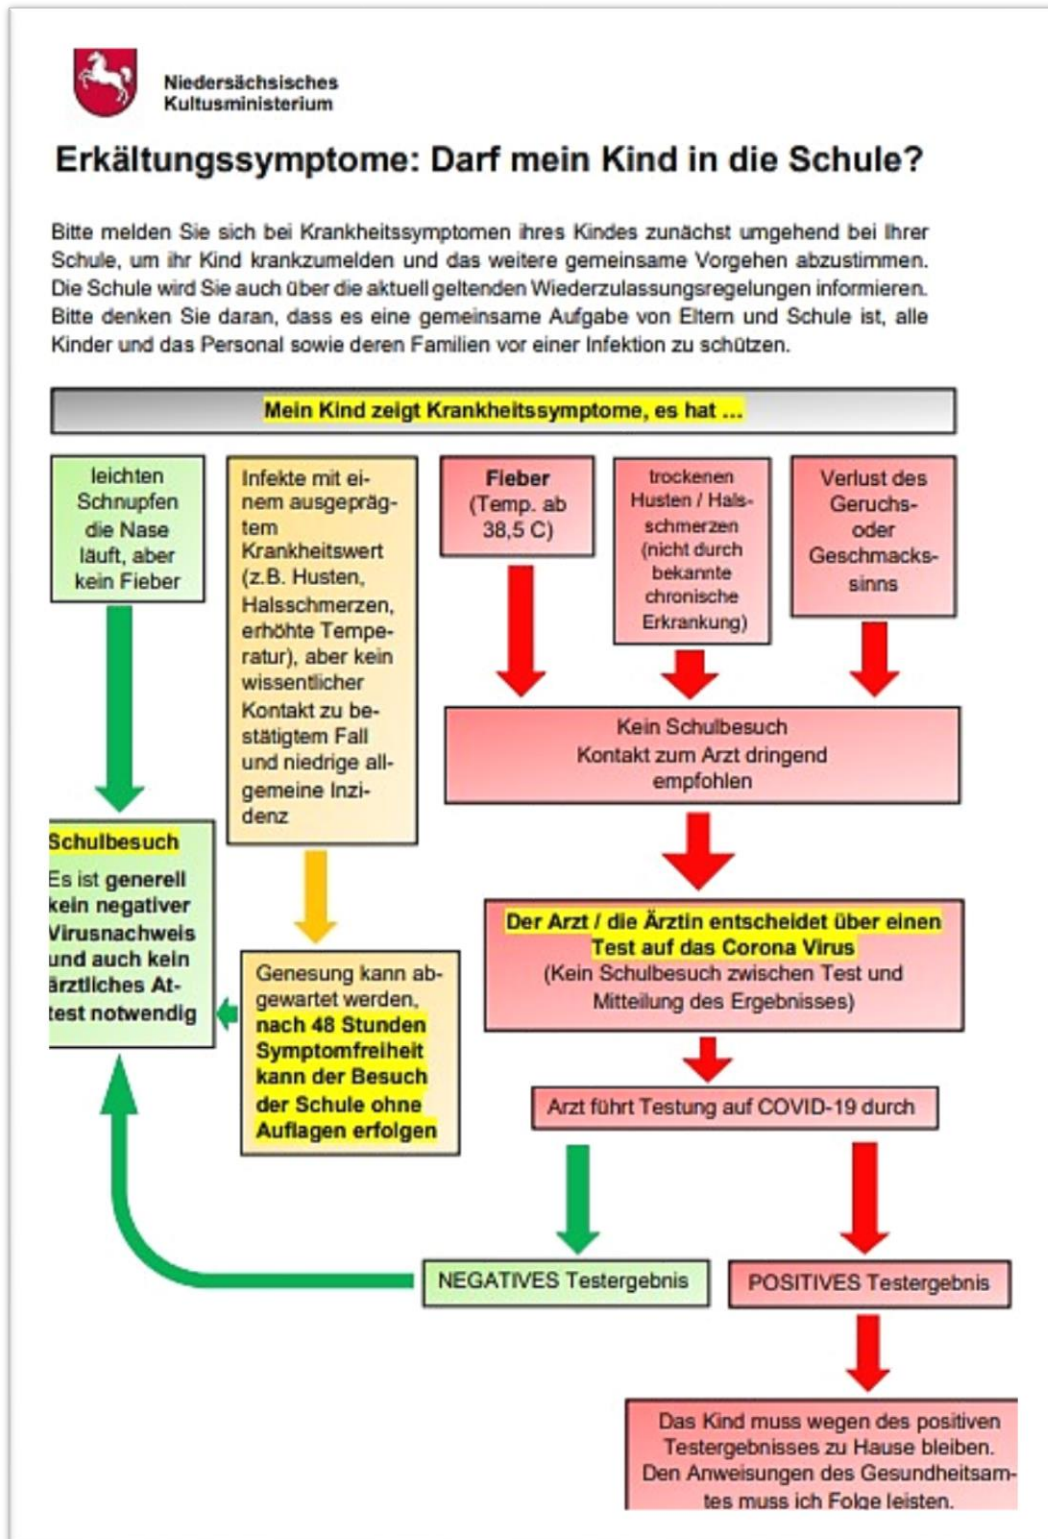 Niedersächsisches
Kultusministerium
Erkältungssymptome: Darf mein Kind in die Schule?
Bitte melden Sie sich bei Krankheitssymptomen ihres Kindes zunächst umgehend bei Ihrer
Schule, um ihr Kind krankzumelden und das weitere gemeinsame Vorgehen abzustimmen.
Die Schule wird Sie auch über die aktuell geltenden Wiederzulassungsregelungen informieren.
Bitte denken Sie daran, dass es eine gemeinsame Aufgabe von Eltern und Schule ist, alle
Kinder und das Personal sowie deren Familien vor einer Infektion zu schützen.
Mein Kind zeigt Krankheitssymptome, es hat ...
leichten
Schnupfen
die Nase
läuft, aber
kein Fieber
Infekte mit ei-
nem ausgepräg-
tem
Krankheitswert
(z.B. Husten,
Halsschmerzen,
erhöhte Tempe-
ratur), aber kein
wissentlicher
Kontakt zu be-
stätigtem Fall
und niedrige all-
gemeine Inzi-
denz
Fieber
(Temp. ab
38,5 C)
trockenen
Husten / Hals-
schmerzen
(nicht durch
bekannte
chronische
Erkrankung)
Verlust des
Geruchs-
oder
Geschmacks-
sinns
Kein Schulbesuch
Kontakt zum Arzt dringend
empfohlen
Schulbesuch
Es ist generell
kein negativer
Virusnachweis
und auch kein
ärztliches At-
test notwendig
Genesung kann ab-
gewartet werden,
nach 48 Stunden
Symptomfreiheit
kann der Besuch
der Schule ohne
Auflagen erfolgen
Der Arzt / die Ärztin entscheidet über einen
Test auf das Corona Virus
(Kein Schulbesuch zwischen Test und
Mitteilung des Ergebnisses)
Arzt führt Testung auf COVID-19 durch
NEGATIVES Testergebnis
POSITIVES Testergebnis
Das Kind muss wegen des positiven
Testergebnisses zu Hause bleiben.
Den Anweisungen des Gesundheitsam-
tes muss ich Folge leisten.